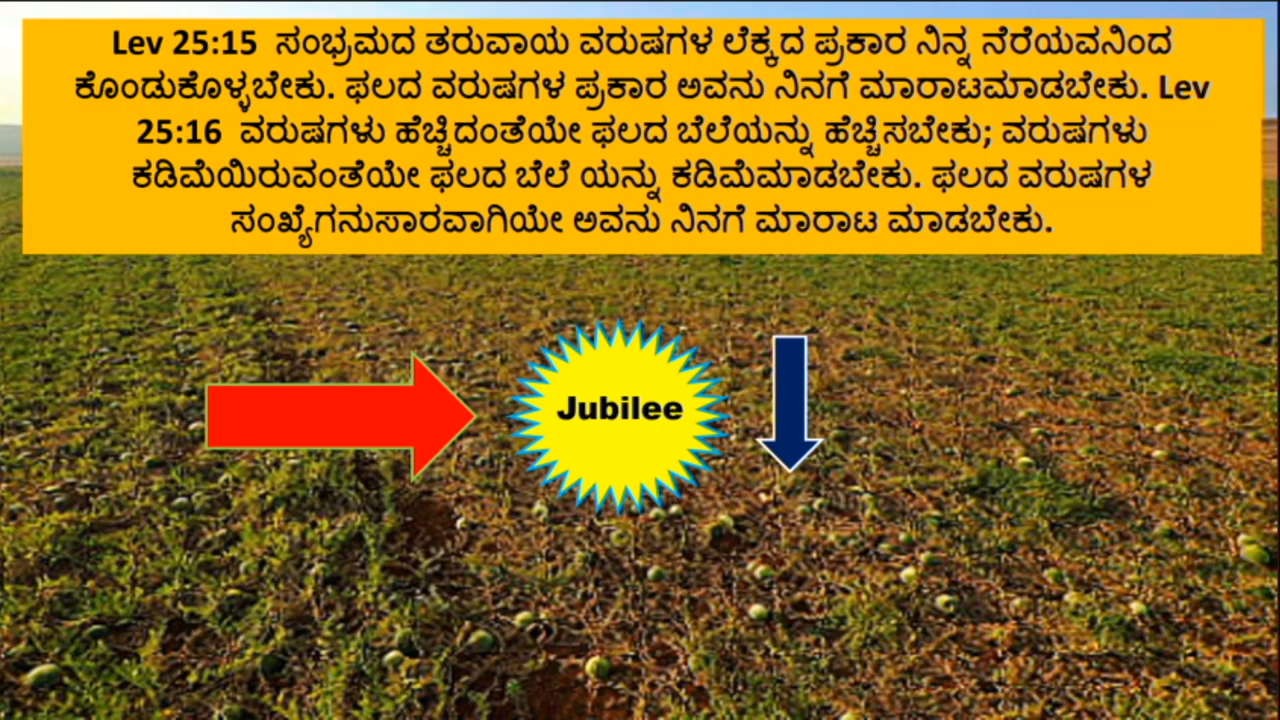 Lev 25:15 ಸಂಭ್ರಮದ ತರುವಾಯ ವರುಷಗಳ ಲೆಕ್ಕದ ಪ್ರಕಾರ ನಿನ್ನ ನೆರೆಯವನಿಂದ
ಕೊಂಡುಕೊಳ್ಳಬೇಕು. ಫಲದ ವರುಷಗಳ ಪ್ರಕಾರ ಅವನು ನಿನಗೆ ಮಾರಾಟಮಾಡಬೇಕು. Lev
25:16 ವರುಷಗಳು ಹೆಚ್ಚಿದಂತೆಯೇ ಫಲದ ಬೆಲೆಯನ್ನು ಹೆಚ್ಚಿಸಬೇಕು; ವರುಷಗಳು
ಕಡಿಮೆಯಿರುವಂತೆಯೇ ಫಲದ ಬೆಲೆ ಯನ್ನು ಕಡಿಮೆಮಾಡಬೇಕು. ಫಲದ ವರುಷಗಳ
ಸಂಖ್ಯೆಗನುಸಾರವಾಗಿಯೇ ಅವನು ನಿನಗೆ ಮಾರಾಟ ಮಾಡಬೇಕು.
Jubilee